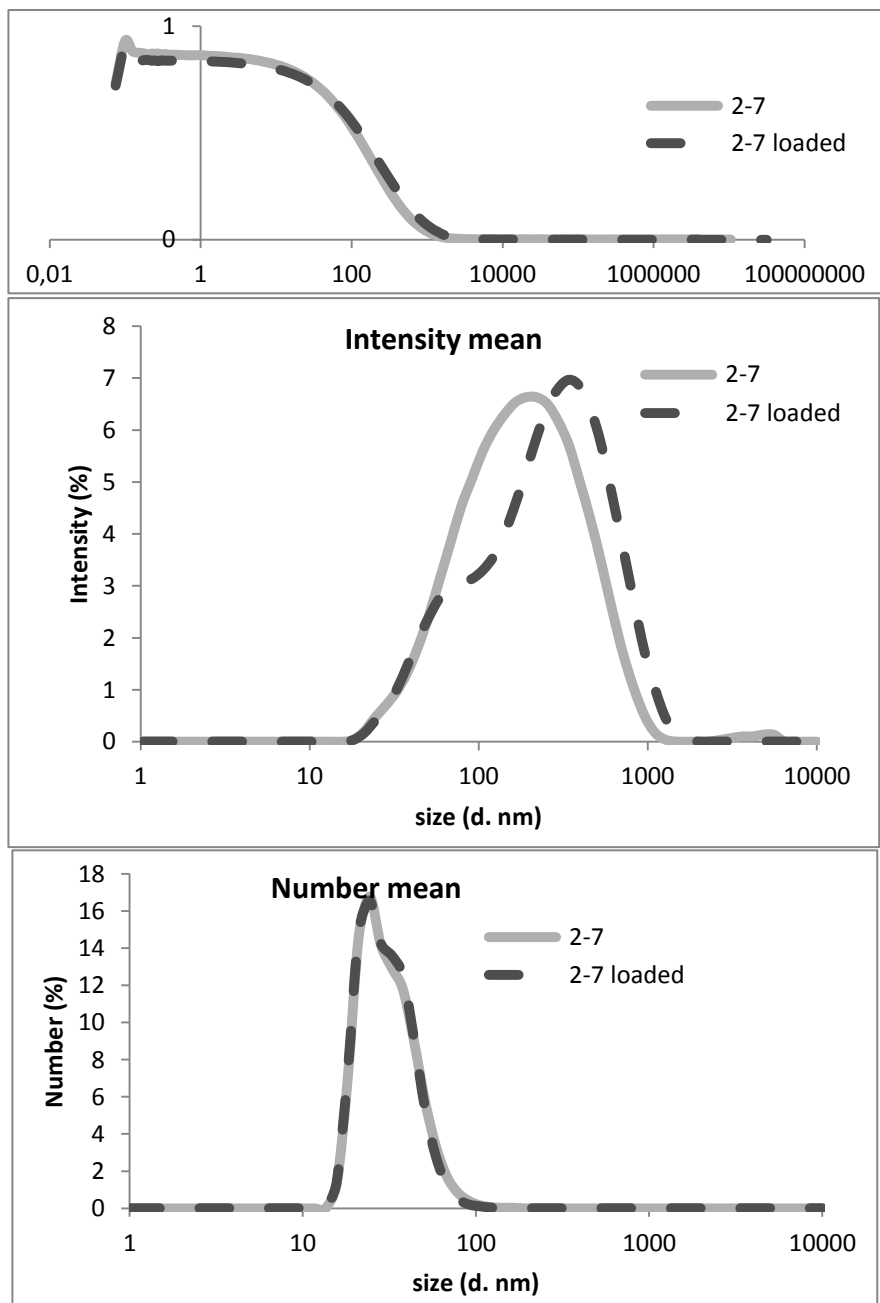 1
2-7
2-7 loaded
0
0,01 1 100 10000 1000000 100000000
Intensity mean
8
7
6
5
4
3
2
1
0
Intensity (%)
2-7
2-7 loaded
1 10 100 1000 10000
size (d. nm)
Number mean
18
16
14
12
10
8
6
4
2
0
Number (%)
2-7
2-7 loaded
1 10 100 1000 10000
size (d. nm)